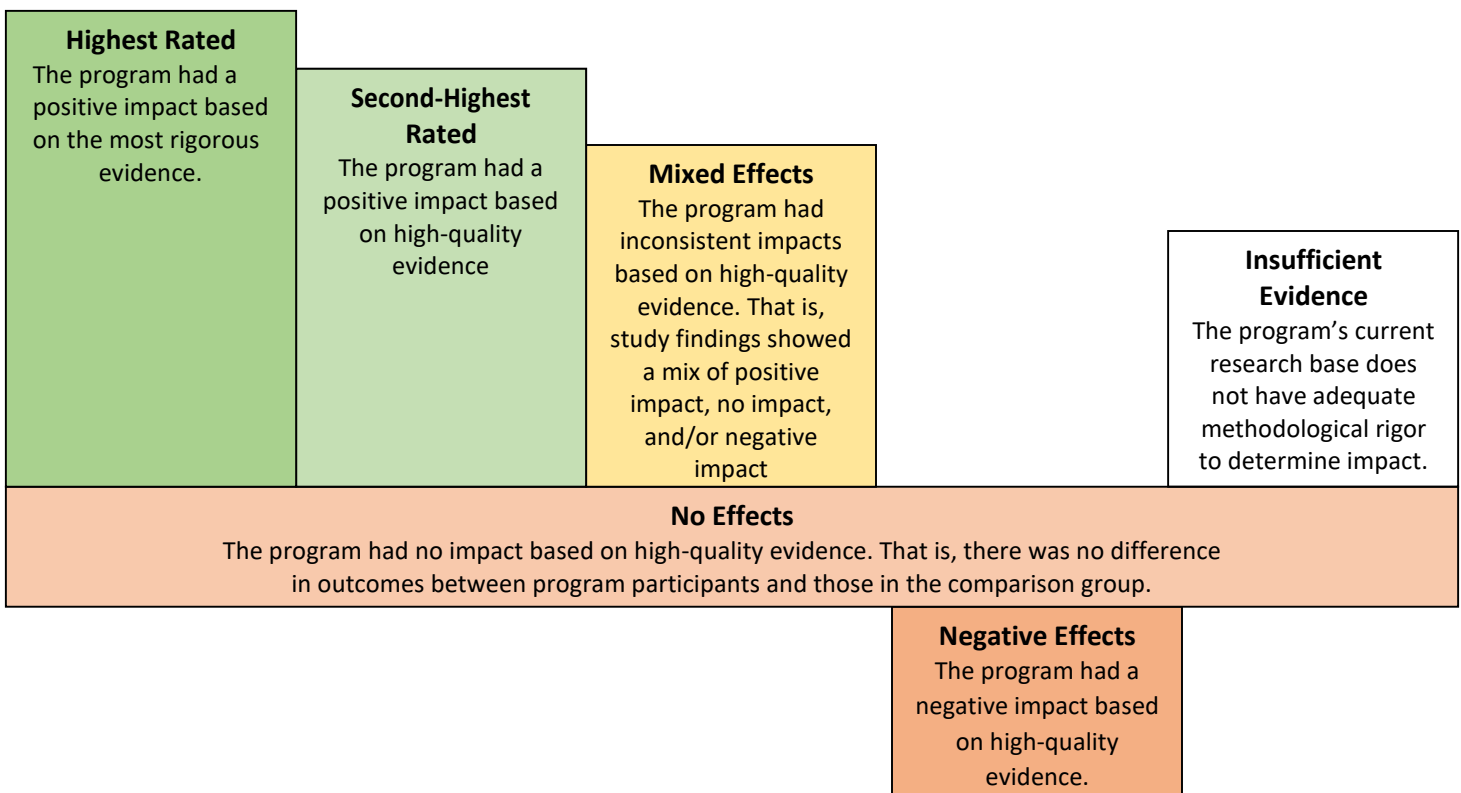 Highest Rated
The program had a
positive impact based
on the most rigorous
evidence.
Second-Highest
Rated
The program had a
positive impact based
on high-quality
evidence
Mixed Effects
The program had
inconsistent impacts
based on high-quality
evidence. That is,
study findings showed
a mix of positive
impact, no impact,
and/or negative
impact
Insufficient
Evidence
The program’s current
research base does
not have adequate
methodological rigor
to determine impact.
No Effects
The program had no impact based on high-quality evidence. That is, there was no difference
in outcomes between program participants and those in the comparison group.
Negative Effects
The program had a
negative impact based
on high-quality
evidence.